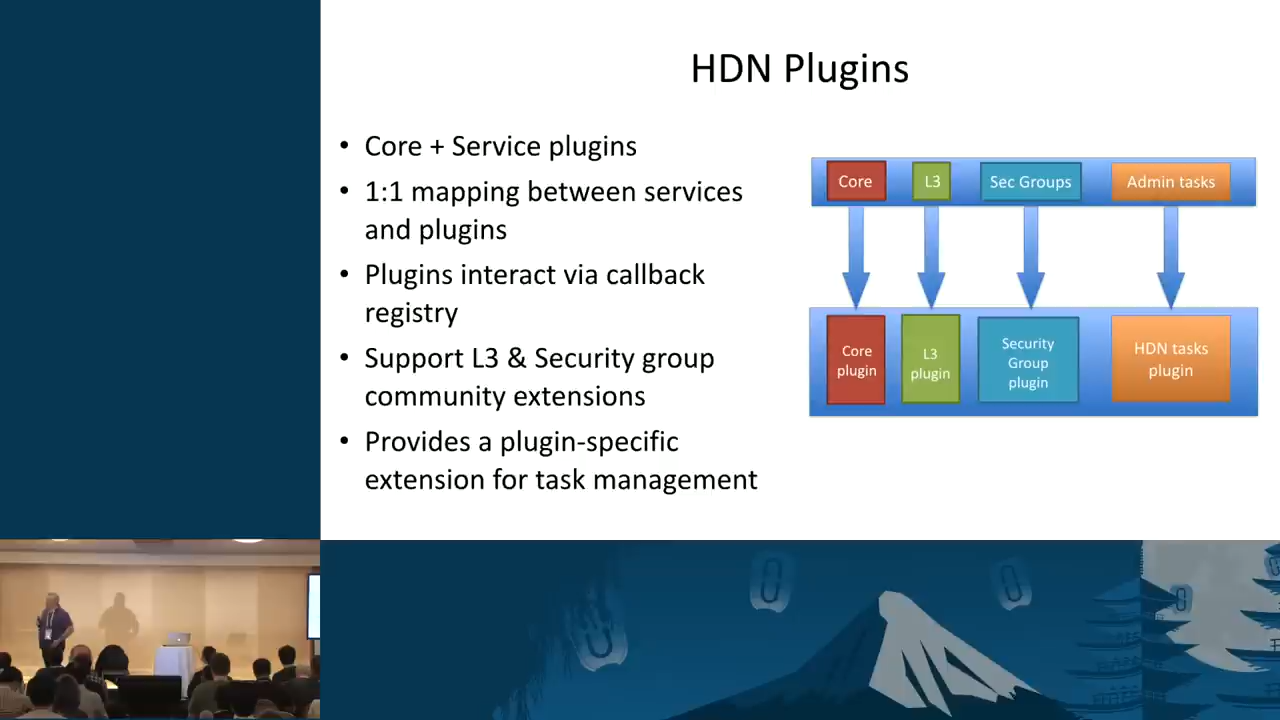 HDN Plugins
• Core + Service plugins
• 1:1 mapping between services
and plugins
• Plugins interact via callback
registry
• Support L3 & Security group
community extensions
• Provides a plugin-specific
extension for task management
Core
L3
Sec Groups
Admin tasks
Core
plugin
L3
plugin
Security
Group
plugin
HDN tasks
plugin